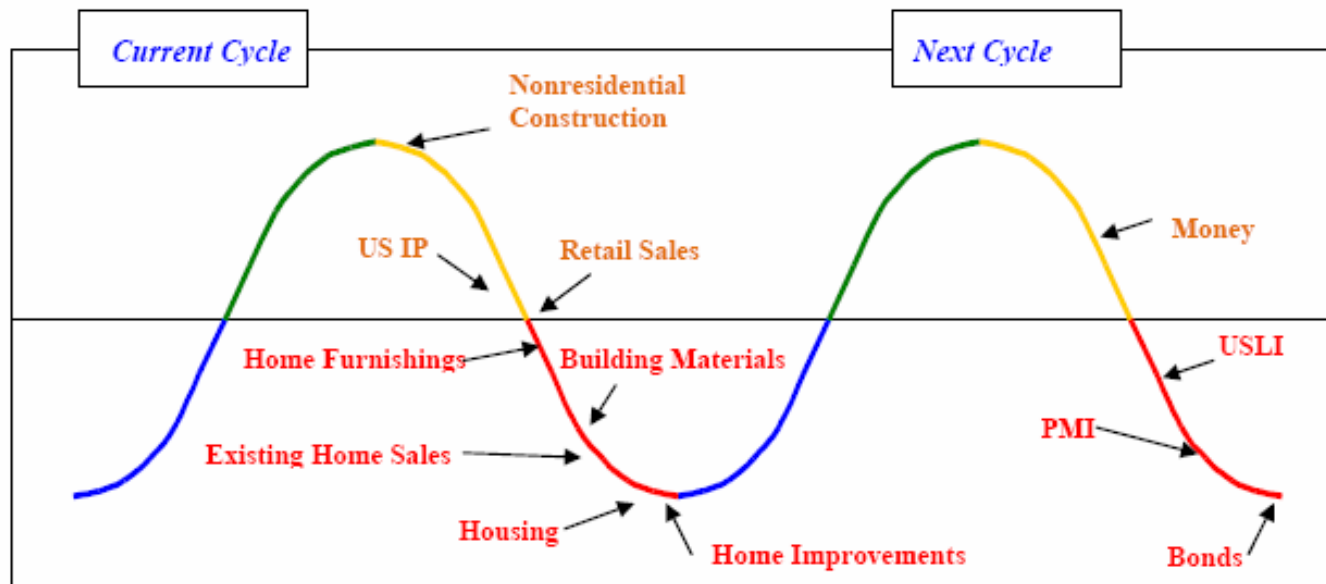 Current Cycle
Next Cycle
Nonresidential
Construction
US IP
Retail Sales
Money
Home Furnishings
Building Materials
USLI
PMI
Existing Home Sales
Housing
Home Improvements
Bonds